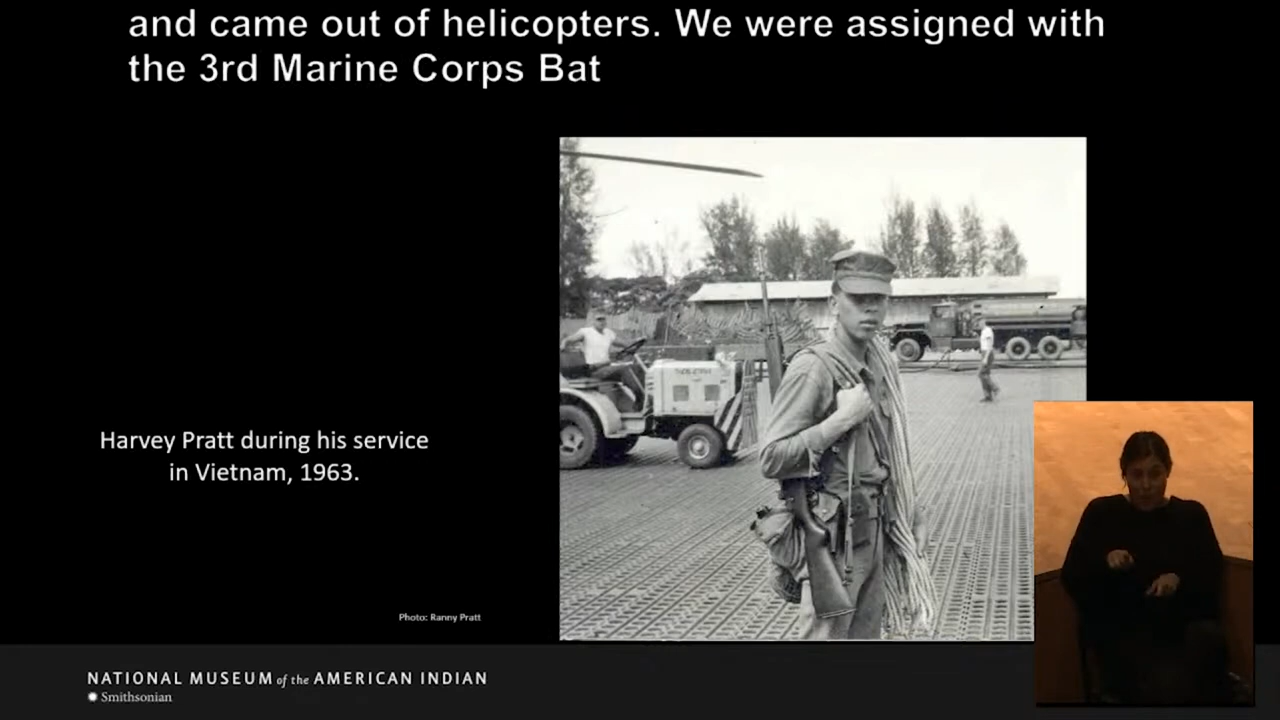 and came out of helicopters. We were assigned with
the 3rd Marine Corps Bat
Harvey Pratt during his service
in Vietnam, 1963.
Photo: Ranny Pratt
NATIONAL MUSEUM of the AMERICAN INDIAN
Smithsonian